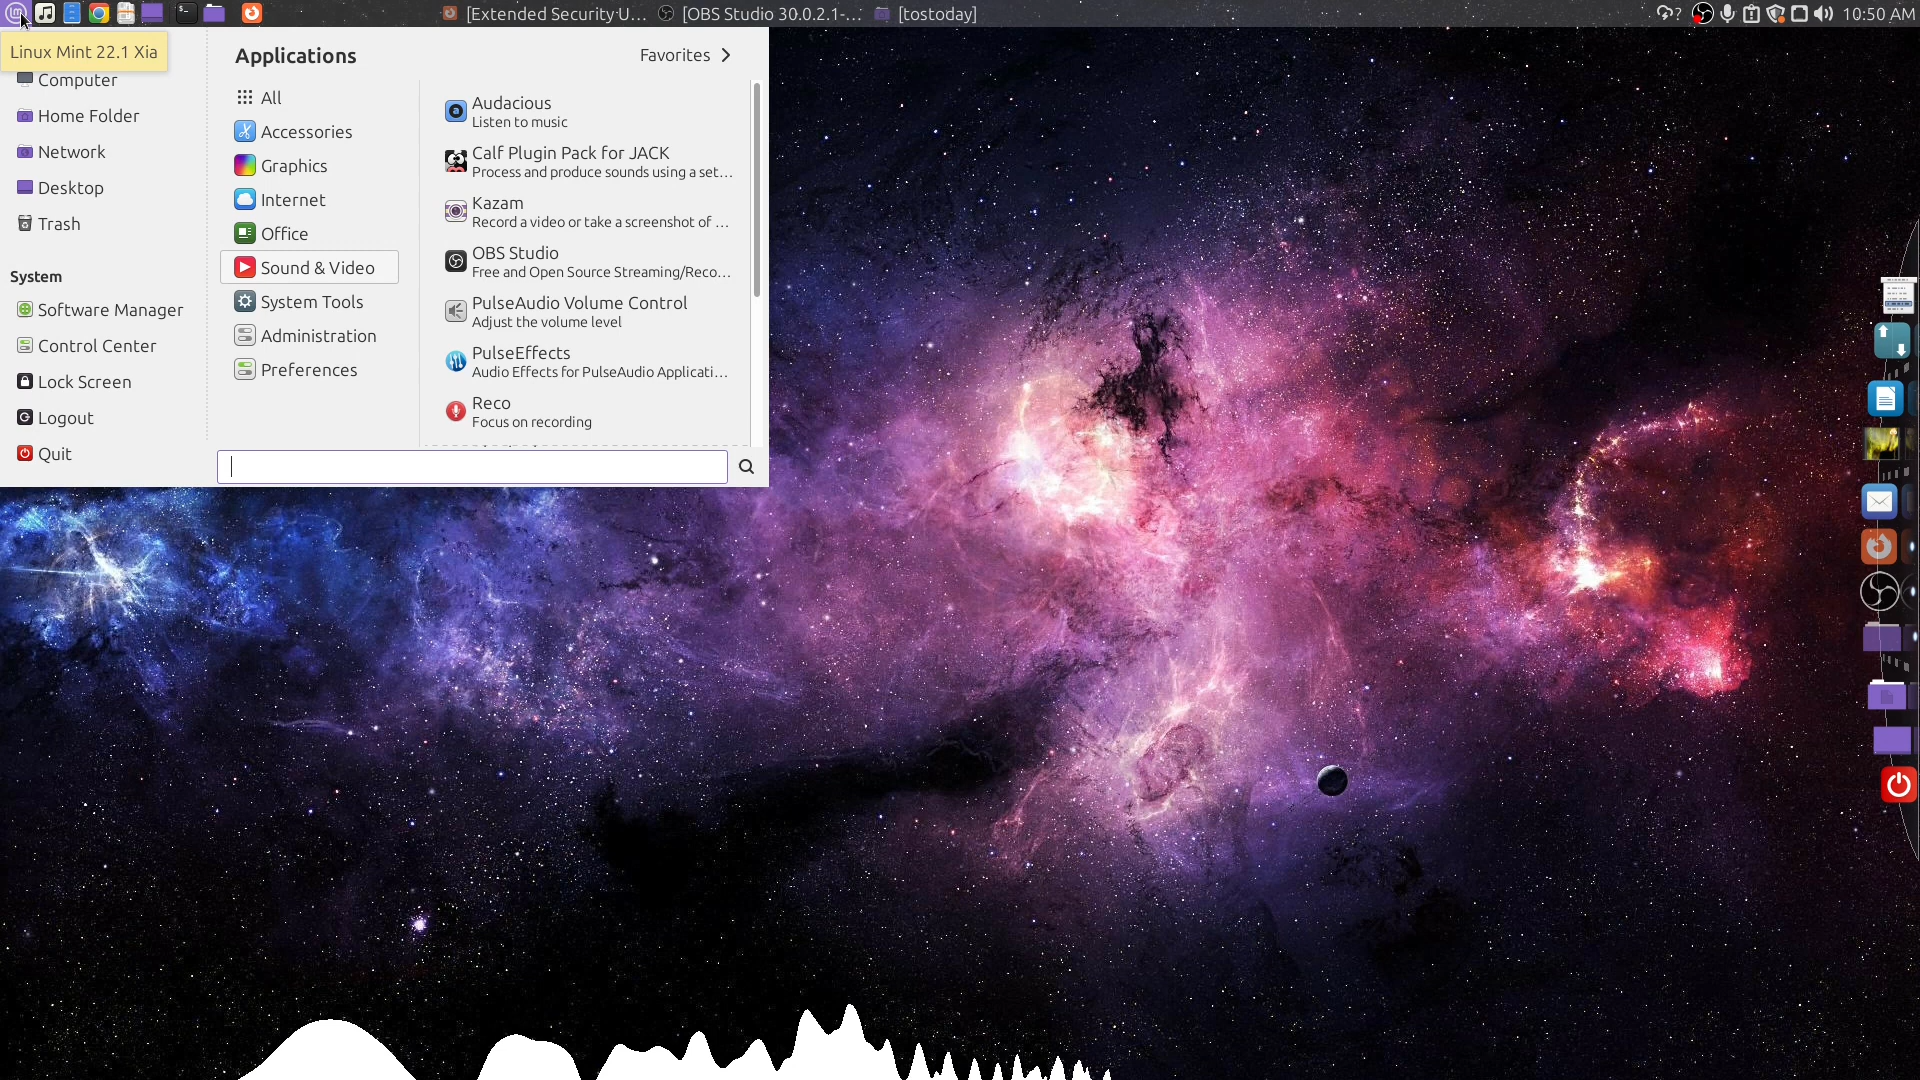 [Extended Security U... [OBS Studio 30.0.2.1-... [tostoday] 10:50 AM
Linux Mint 22.1 Xia
Computer
Home Folder
Network
Desktop
Trash
System
Software Manager
Control Center
Lock Screen
Logout
Quit
Applications
Favorites
All
Accessories
Graphics
Internet
Office
Sound & Video
System Tools
Administration
Preferences
Audacious
Listen to music
Calf Plugin Pack for JACK
Process and produce sounds using a set...
Kazam
Record a video or take a screenshot of ...
OBS Studio
Free and Open Source Streaming/Reco...
PulseAudio Volume Control
Adjust the volume level
PulseEffects
Audio Effects for PulseAudio Applicati...
Reco
Focus on recording